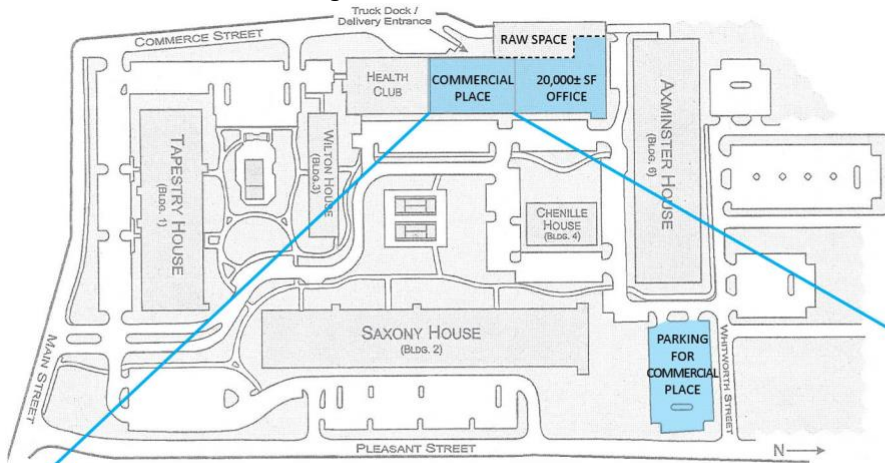 Truck Dock /
Delivery Entrance
COMMERCE STREET
RAW SPACE
HEALTH
CLUB
COMMERCIAL
PLACE
20,000± SF
OFFICE
TAPESTRY HOUSE
(BLDG. 1)
WILTON HOUSE
(BLDG.3)
AXMINSTER HOUSE
(BLDG. 6)
CHENILLE
HOUSE
(BLDG. 4)
SAXONY HOUSE
(BLDG. 2)
MAIN STREET
PARKING
FOR
COMMERCIAL
PLACE
WHITWORTH STREET
PLEASANT STREET
N